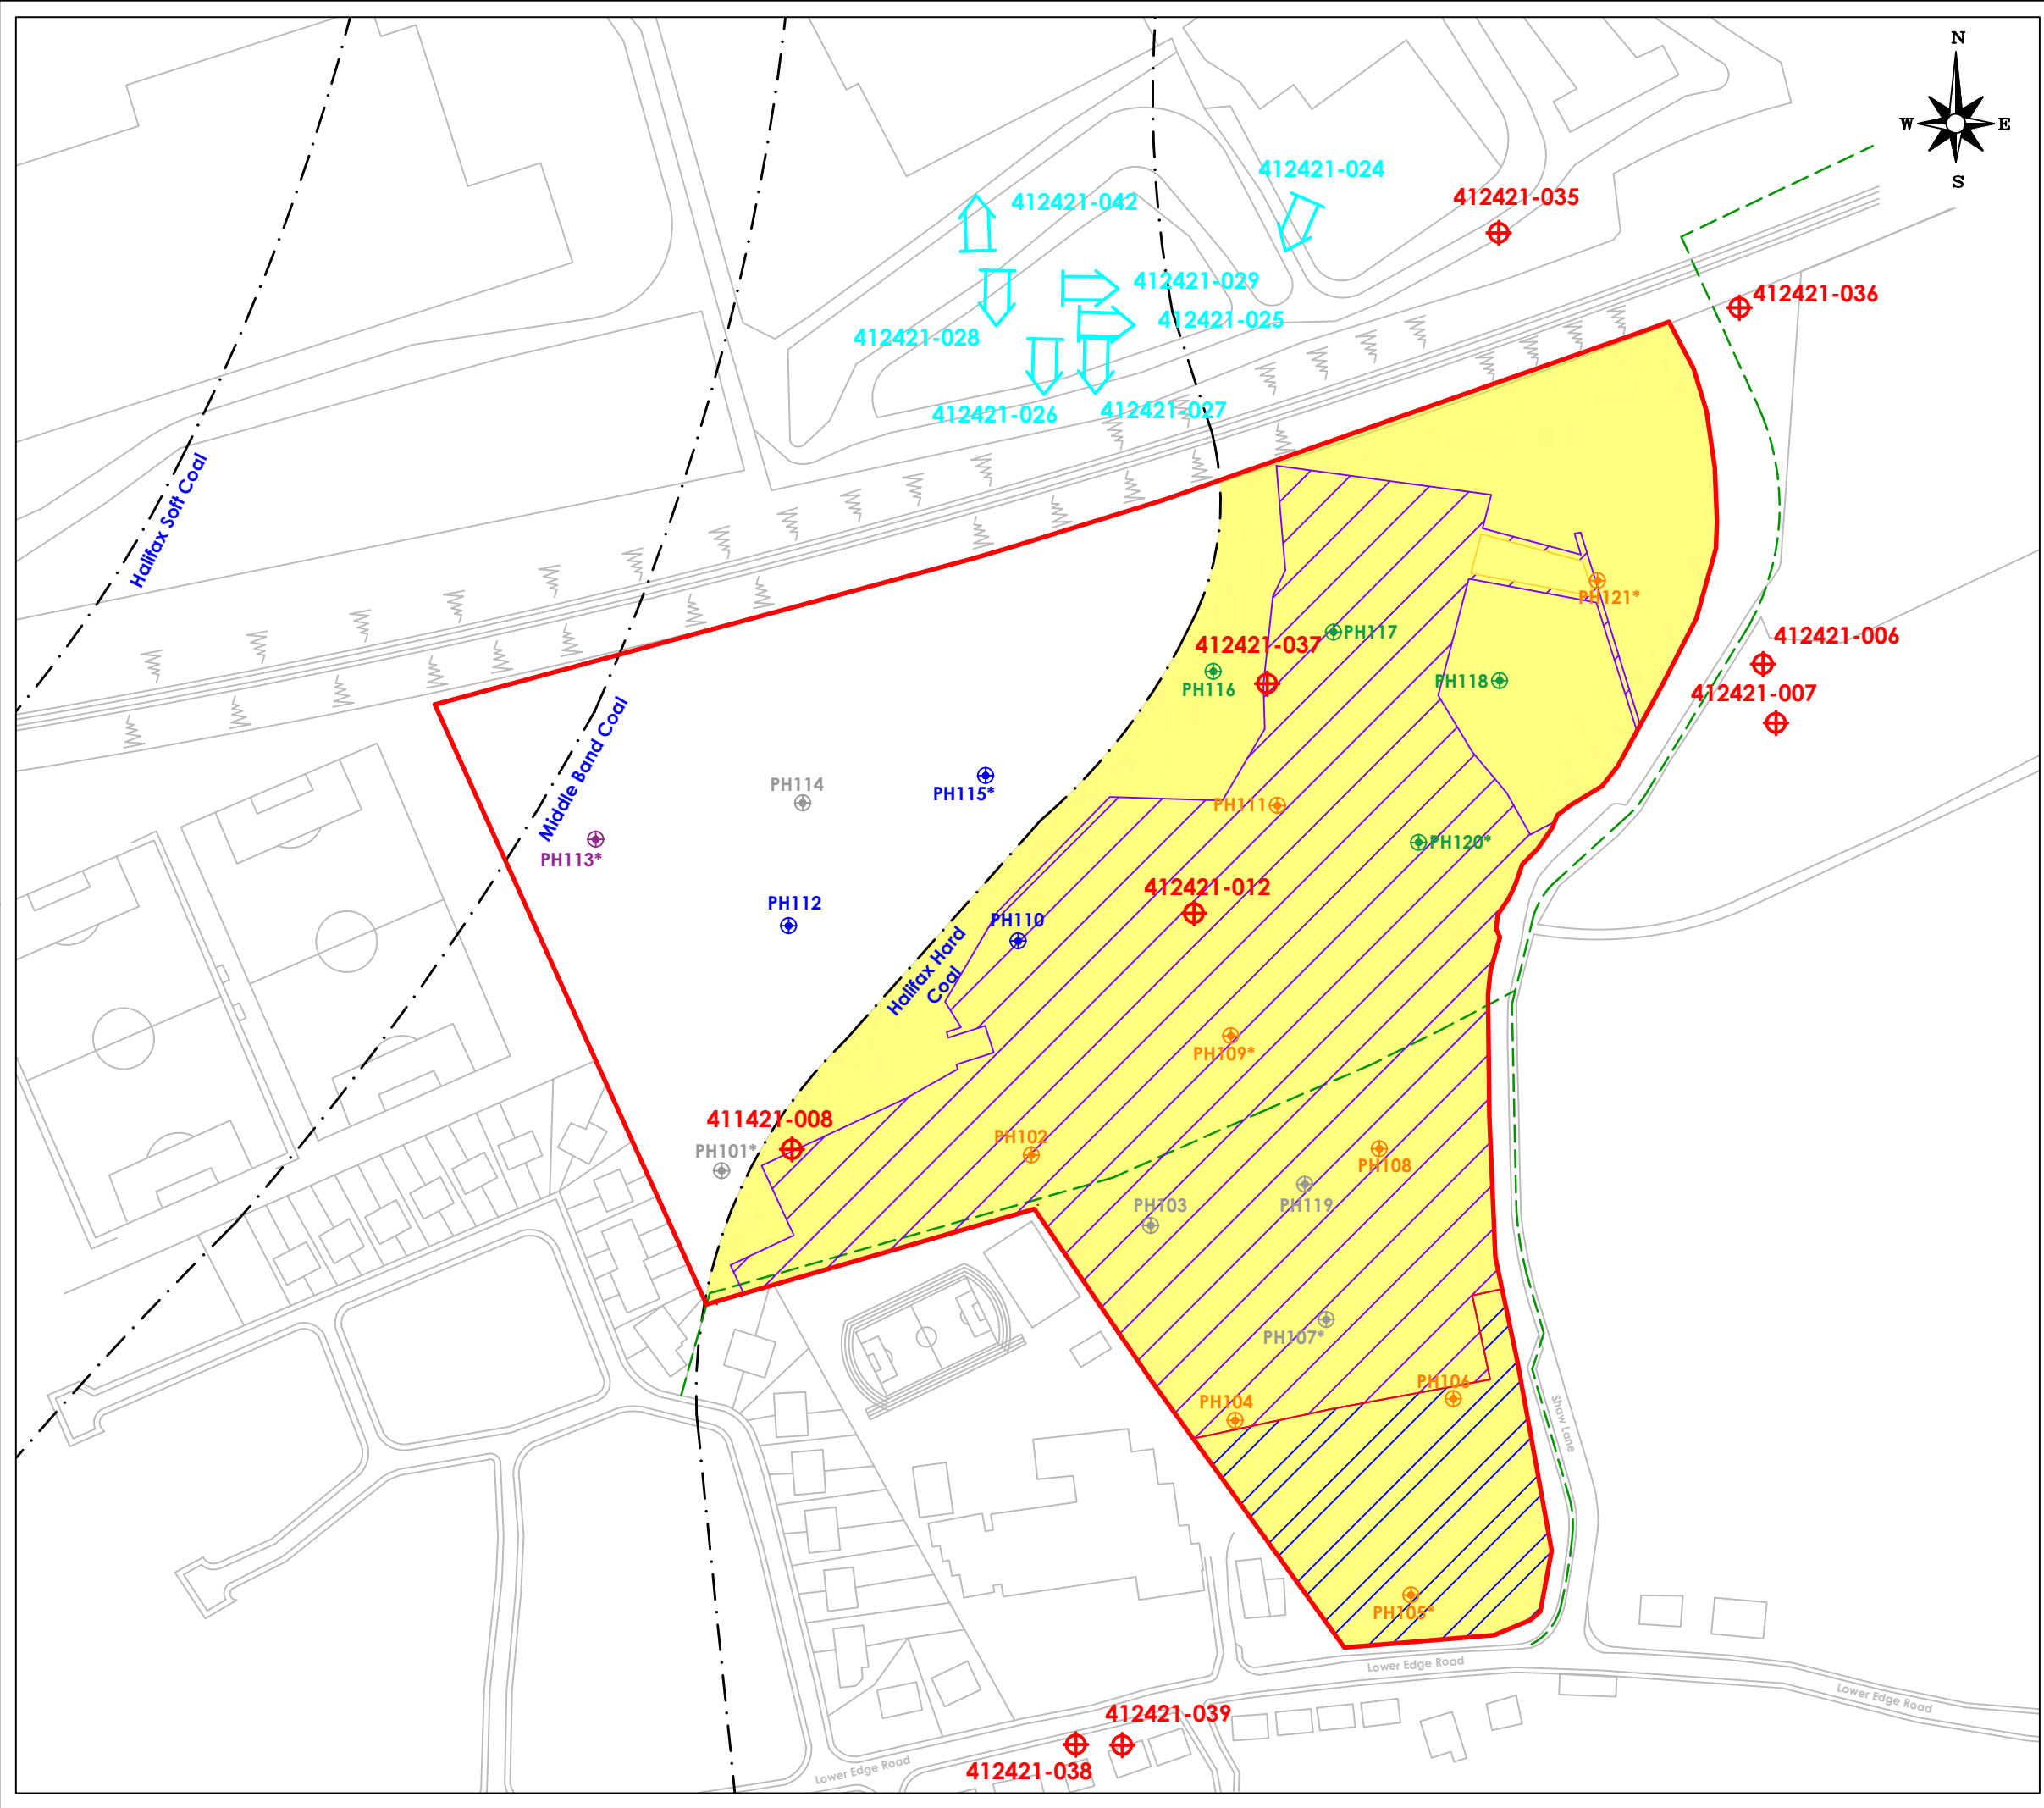 N
W
E
S
412421-024
412421-042
412421-035
412421-029
412421-036
412421-025
412421-028
412421-026
412421-027
Halifax Soft Coal
PH121*
412421-037
PH117
412421-006
PH116
PH118
412421-007
Middle Band Coal
PH114
PH115*
PH111
PH113*
PH120*
412421-012
PH112
PH110
Halifax Hard
Coal
PH109*
411421-008
PH101*
PH102
PH108
PH103
PH119
PH107*
PH106
PH104
Shaw Lane
PH105*
Lower Edge Road
Lower Edge Road
412421-039
412421-038
Lower Edge Road